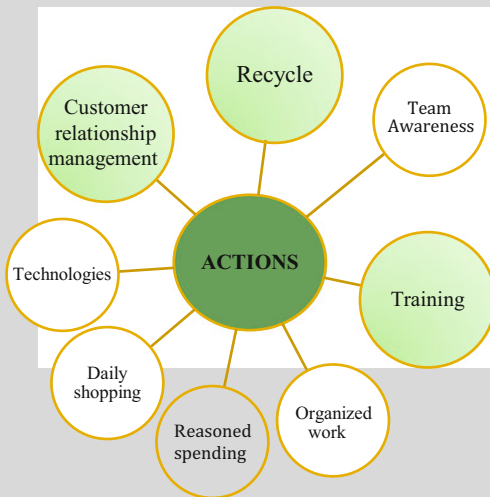 Recycle
Customer
relationship
management
Team
Awareness
ACTIONS
Technologies
Training
Daily
shopping
Organized
work
Reasoned
spending